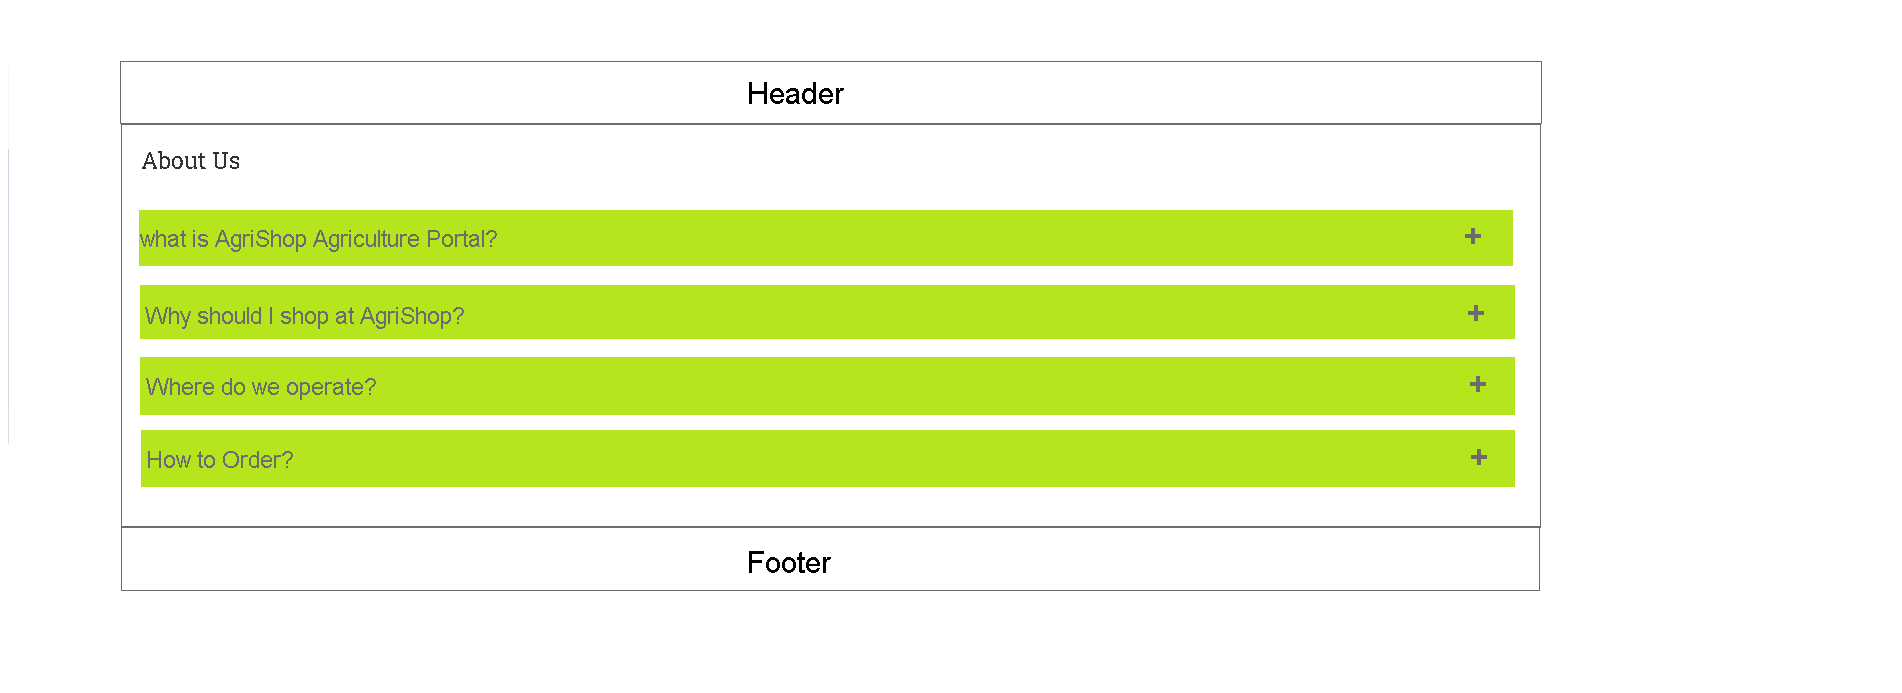 Header
About Us
what is AgriShop Agriculture Portal?
+
Why should I shop at AgriShop?
+
Where do we operate?
+
How to Order?
+
Footer